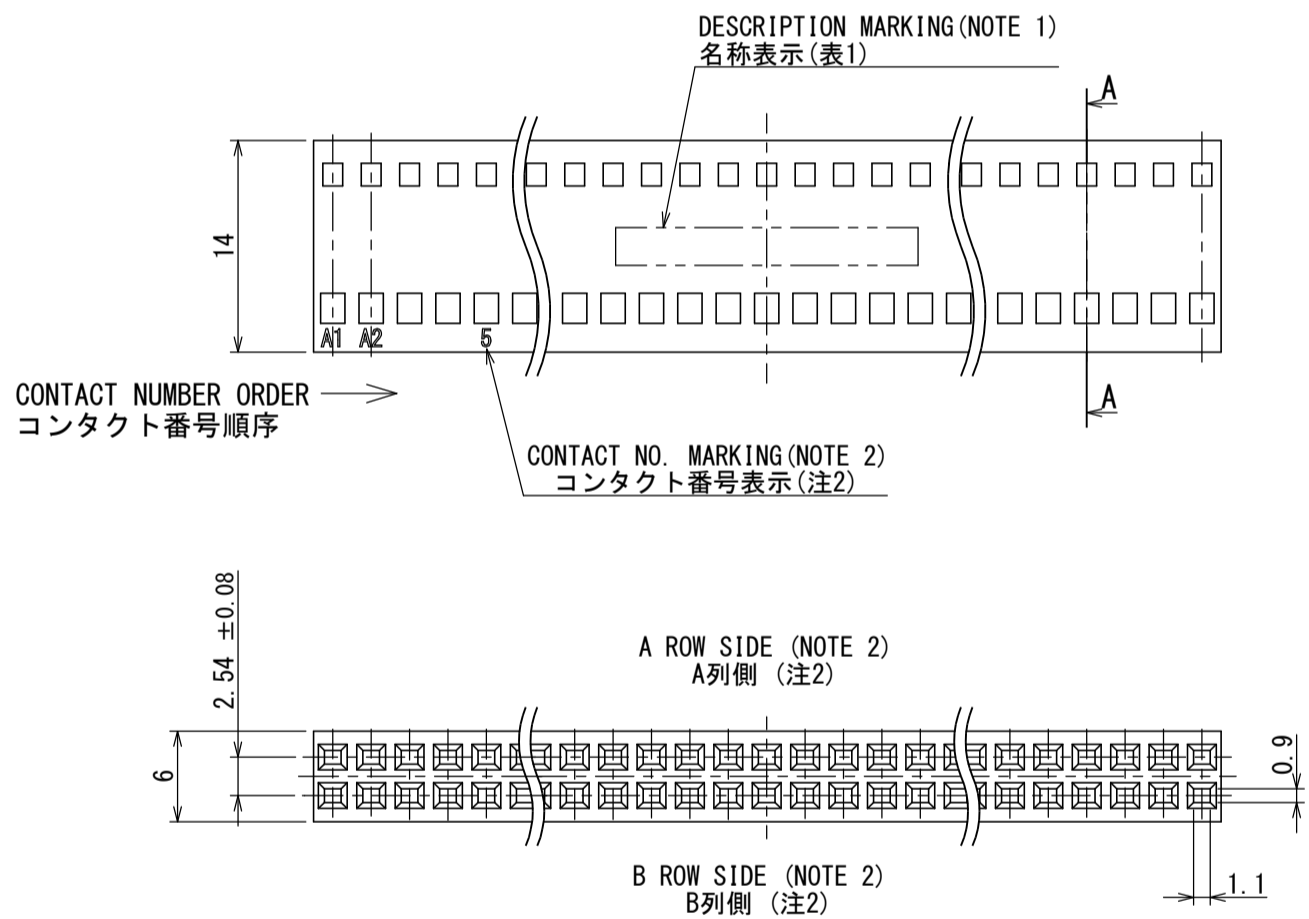 DESCRIPTION MARKING(NOTE 1)
名称表示(表1)
A
14
A1 A2 5
CONTACT NUMBER ORDER
コンタクト番号順序
A
CONTACT NO. MARKING(NOTE 2)
コンタクト番号表示(注2)
2.54 ±0.08
A ROW SIDE (NOTE 2)
A列側 (注2)
6
0.9
B ROW SIDE (NOTE 2)
B列側 (注2)
1.1